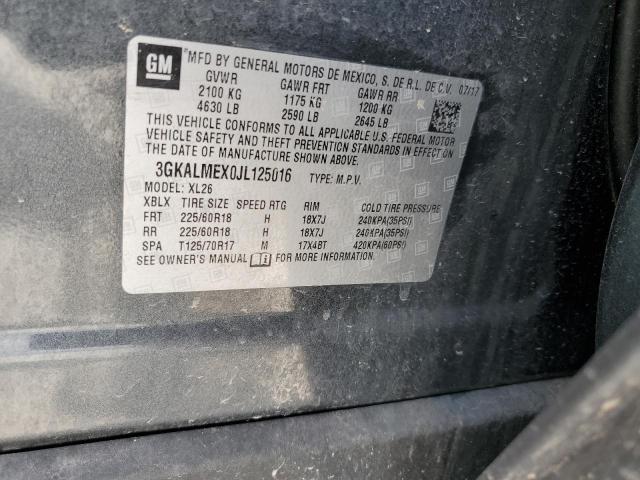 GM
MFD BY GENERAL MOTORS DE MEXICO, S. DE R.L. DE C.V. 07/17
GVWR GAWR FRT GAWR RR
2100 KG 1175 KG 1200 KG
4630 LB 2590 LB 2645 LB
THIS VEHICLE CONFORMS TO ALL APPLICABLE U.S. FEDERAL MOTOR
VEHICLE SAFETY AND THEFT PREVENTION STANDARDS IN EFFECT ON
THE DATE OF MANUFACTURE SHOWN ABOVE.
3GKALMEX0JL125016 TYPE: M.P.V.
MODEL: XL26
XBLX TIRE SIZE SPEED RTG RIM COLD TIRE PRESSURE
FRT 225/60R18 H 18X7J 240KPA(35PSI)
RR 225/60R18 H 18X7J 240KPA(35PSI)
SPA T125/70R17 M 17X4BT 420KPA(60PSI)
SEE OWNER'S MANUAL FOR MORE INFORMATION.